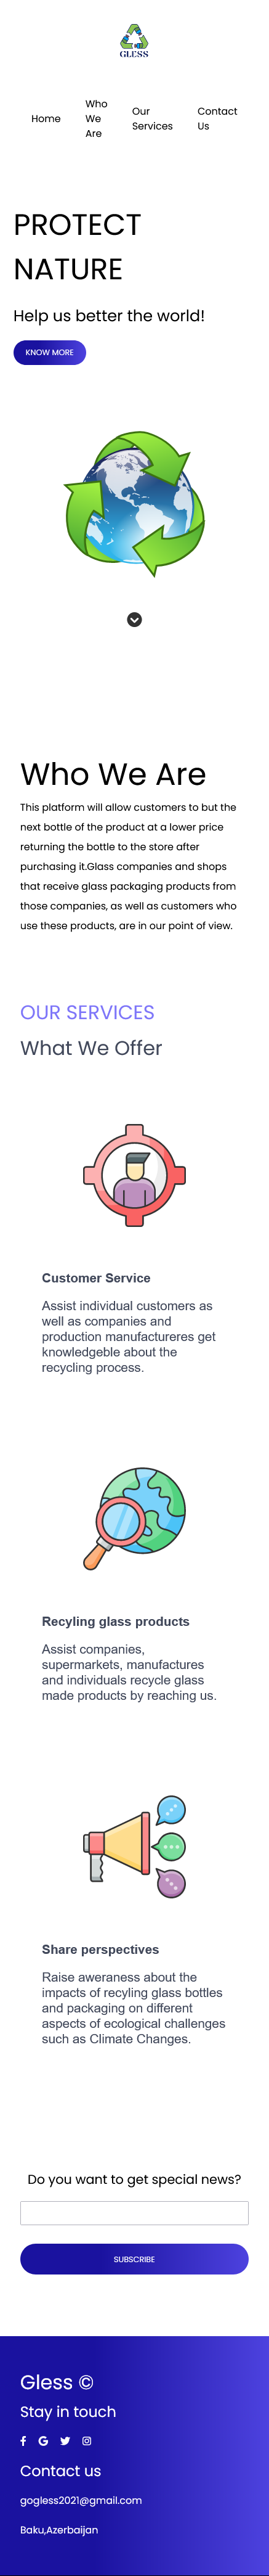 GLESS
Home
Who
We
Are
Our
Services
Contact
Us
PROTECT
NATURE
Help us better the world!
KNOW MORE
Who We Are
This platform will allow customers to but the
next bottle of the product at a lower price
returning the bottle to the store after
purchasing it.Glass companies and shops
that receive glass packaging products from
those companies, as well as customers who
use these products, are in our point of view.
OUR SERVICES
What We Offer
Customer Service
Assist individual customers as
well as companies and
production manufactureres get
knowledgeble about the
recycling process.
Recyling glass products
Assist companies,
supermarkets, manufactures
and individuals recycle glass
made products by reaching us.
Share perspectives
Raise aweranass about the
impacts of recyling glass bottles
and packaging on different
aspects of ecological challenges
such as Climate Changes.
Do you want to get special news?
SUBSCRIBE
Gless ©
Stay in touch
Contact us
gogless2021@gmail.com
Baku,Azerbaijan